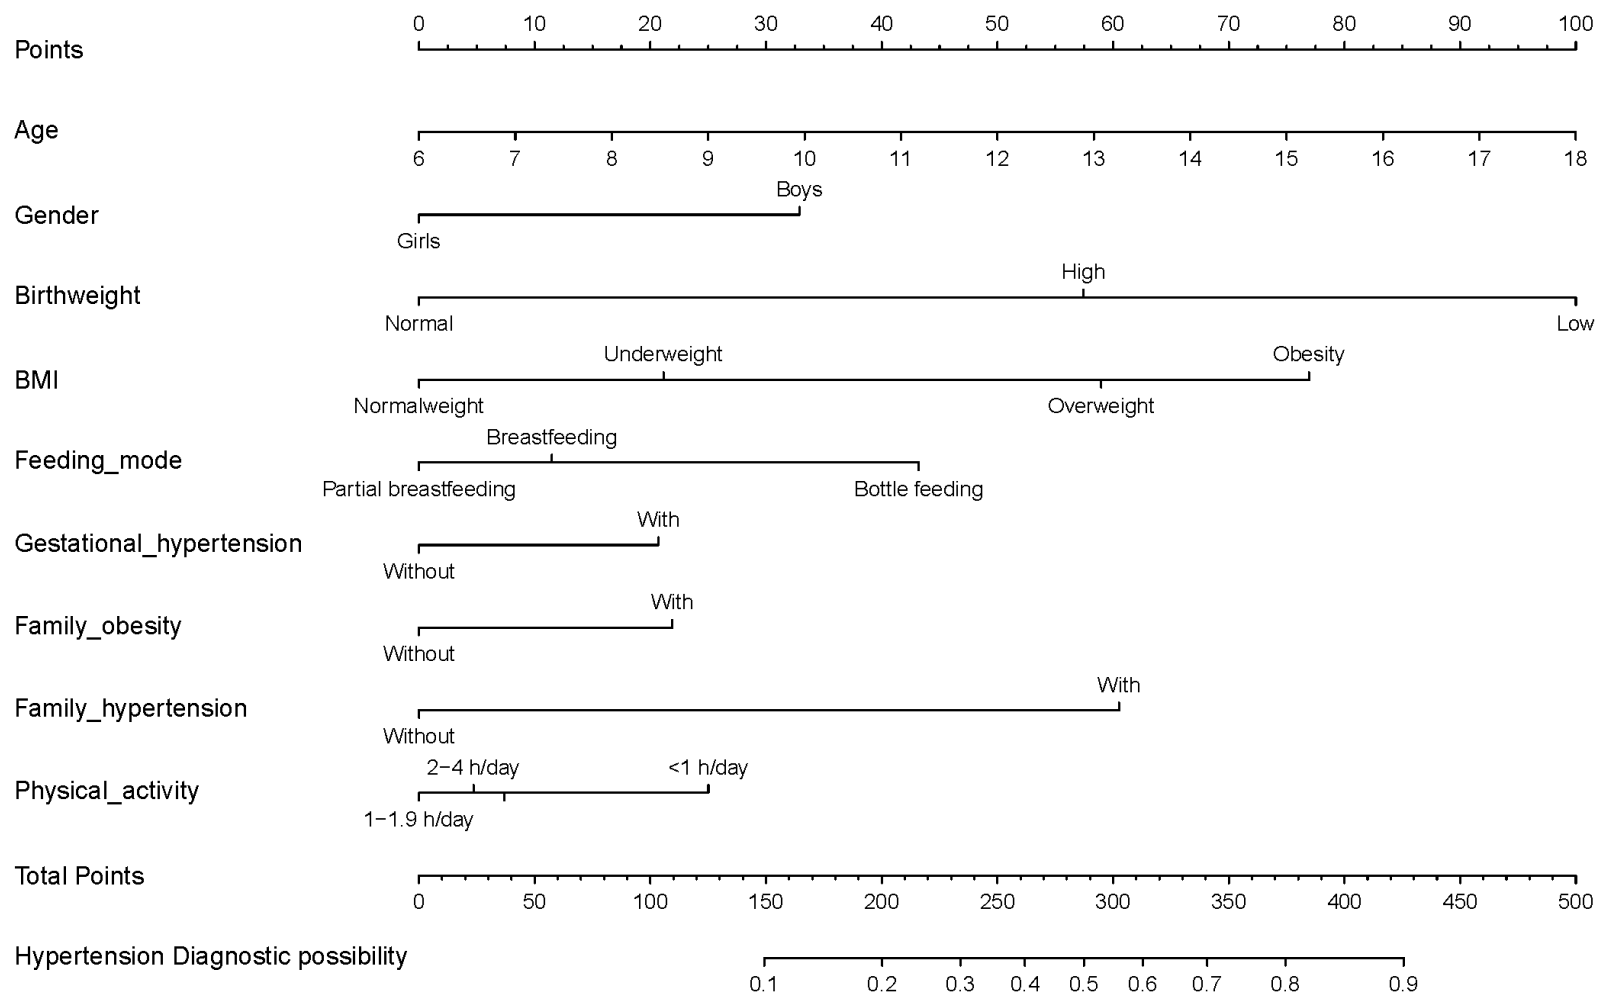 0 10 20 30 40 50 60 70 80 90 100
Points
Age
6 7 8 9 10 11 12 13 14 15 16 17 18
Boys
Gender
Girls
High
Birthweight
Normal Low
Underweight Obesity
BMI
Normalweight Overweight
Breastfeeding
Feeding_mode
Partial breastfeeding Bottle feeding
With
Gestational_hypertension
Without
With
Family_obesity
Without
With
Family_hypertension
Without
2−4 h/day <1 h/day
Physical_activity
1−1.9 h/day
Total Points
0 50 100 150 200 250 300 350 400 450 500
Hypertension Diagnostic possibility
0.1 0.2 0.3 0.4 0.5 0.6 0.7 0.8 0.9